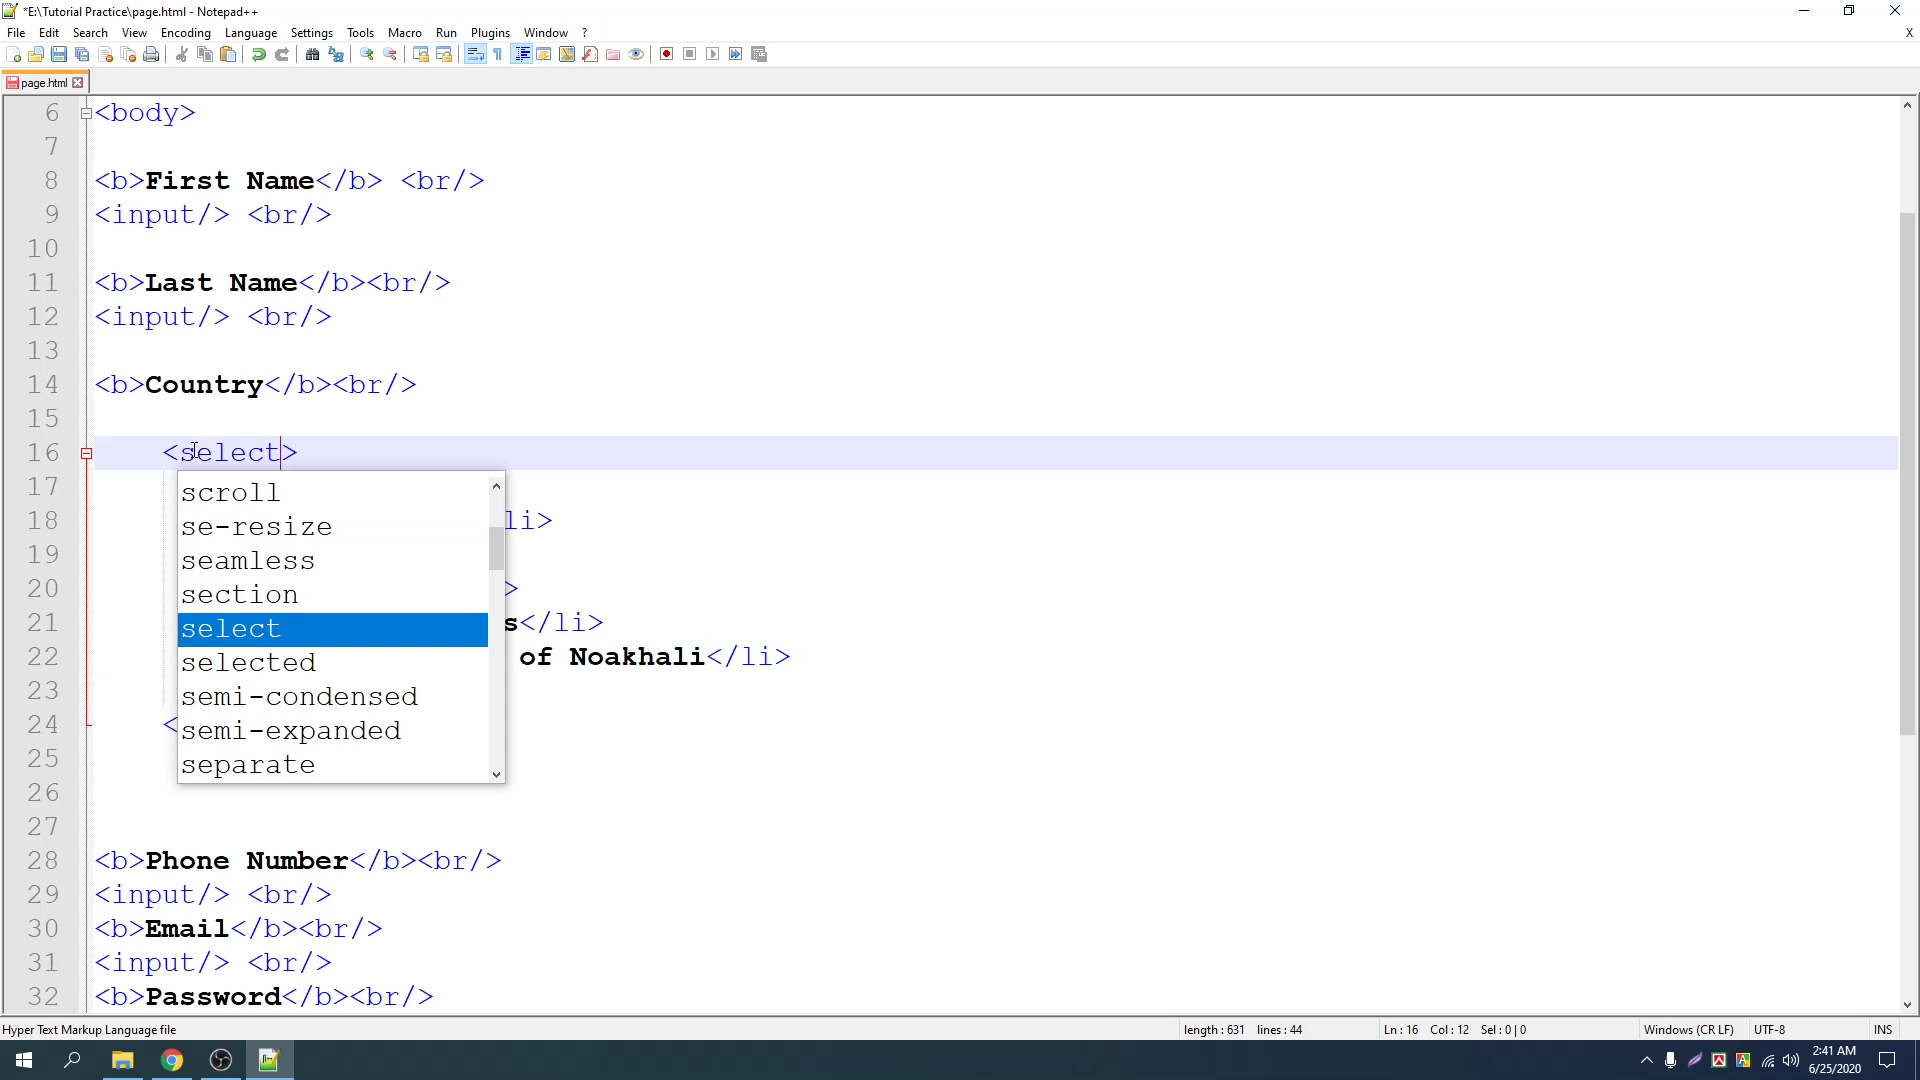 *E:\Tutorial Practice\page.html - Notepad++
File Edit Search View Encoding Language Settings Tools Macro Run Plugins Window ? X
page.html
6 <body>
7
8 <b>First Name</b> <br/>
9 <input/> <br/>
10
11 <b>Last Name</b><br/>
12 <input/> <br/>
13
14 <b>Country</b><br/>
15
16 <select>
17
scroll
18 li>
se-resize
19
seamless
20 >
section
21 s</li>
select
22 of Noakhali</li>
selected
23
semi-condensed
24 <
semi-expanded
25
separate
26
27
28 <b>Phone Number</b><br/>
29 <input/> <br/>
30 <b>Email</b><br/>
31 <input/> <br/>
32 <b>Password</b><br/>
Hyper Text Markup Language file length : 631 lines : 44 Ln : 16 Col : 12 Sel : 0 | 0 Windows (CR LF) UTF-8 INS
2:41 AM
6/25/2020